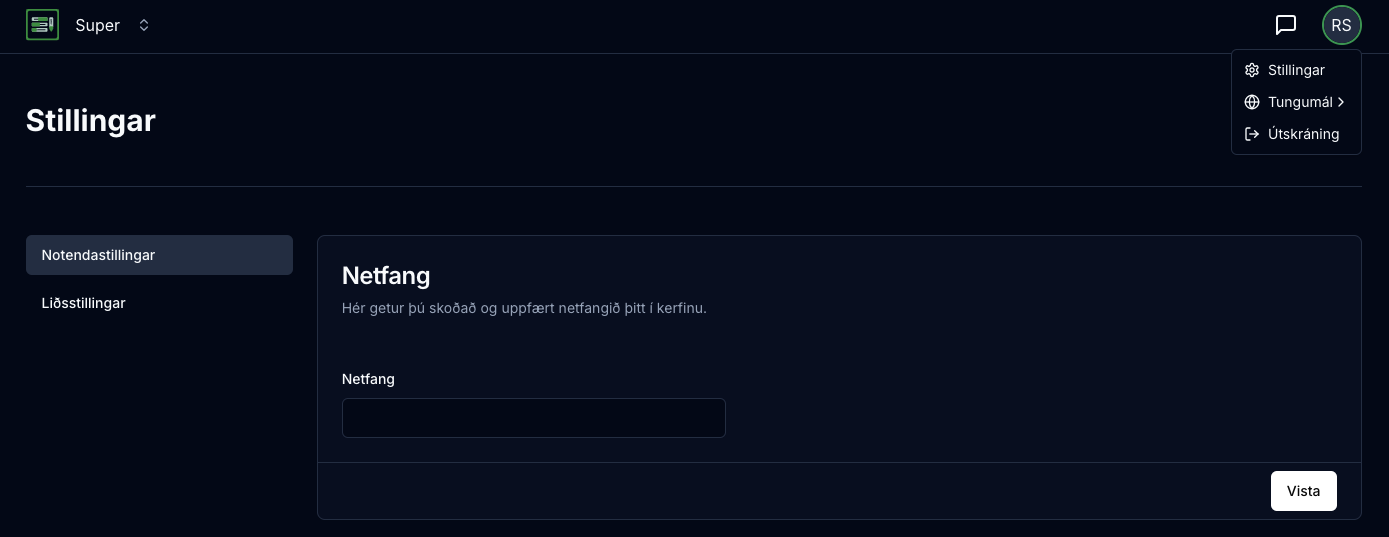 Super
RS
Stillingar
Tungumál
Útskráning
Stillingar
Notendastillingar
Liðsstillingar
Netfang
Hér getur þú skoðað og uppfært netfangið þitt í kerfinu.
Netfang
Vista